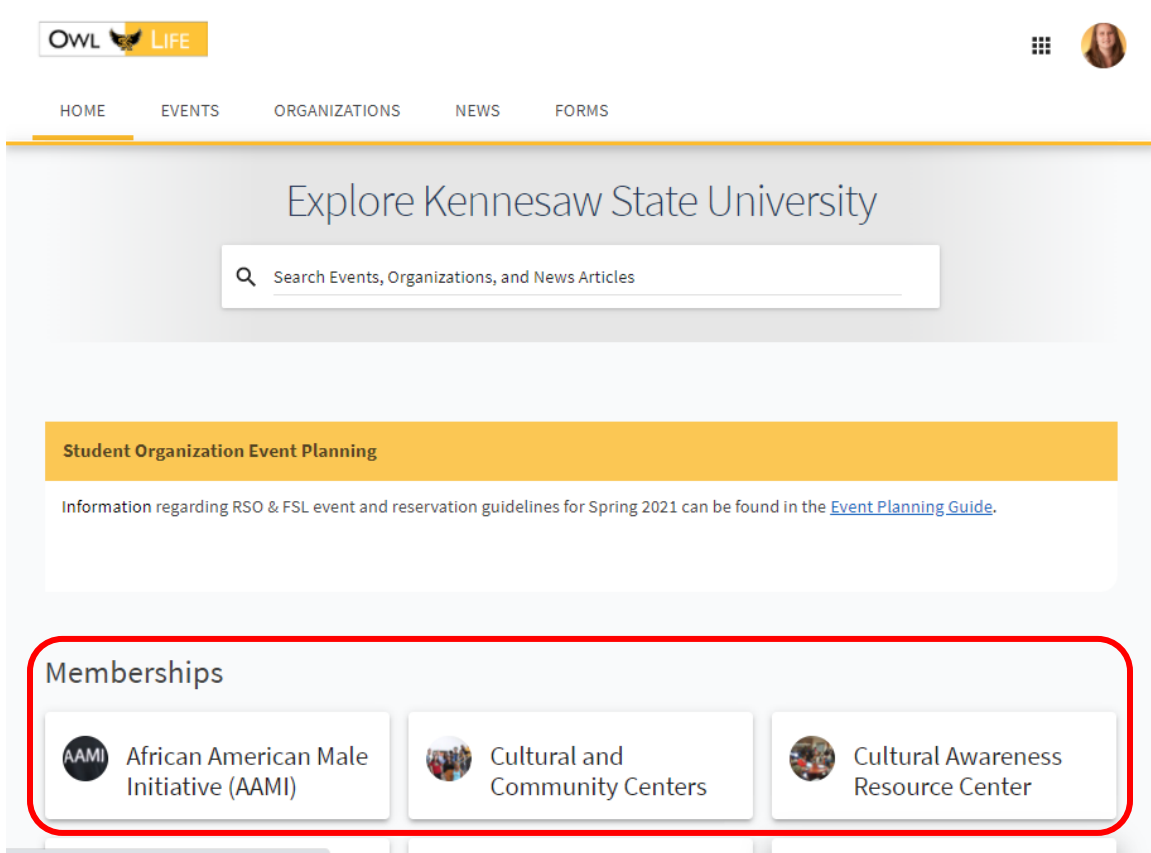 OWL LIFE
HOME EVENTS ORGANIZATIONS NEWS FORMS
Explore Kennesaw State University
Search Events, Organizations, and News Articles
Student Organization Event Planning
Information regarding RSO & FSL event and reservation guidelines for Spring 2021 can be found in the Event Planning Guide.
Memberships
AAMI
African American Male
Initiative (AAMI)
Cultural and
Community Centers
Cultural Awareness
Resource Center